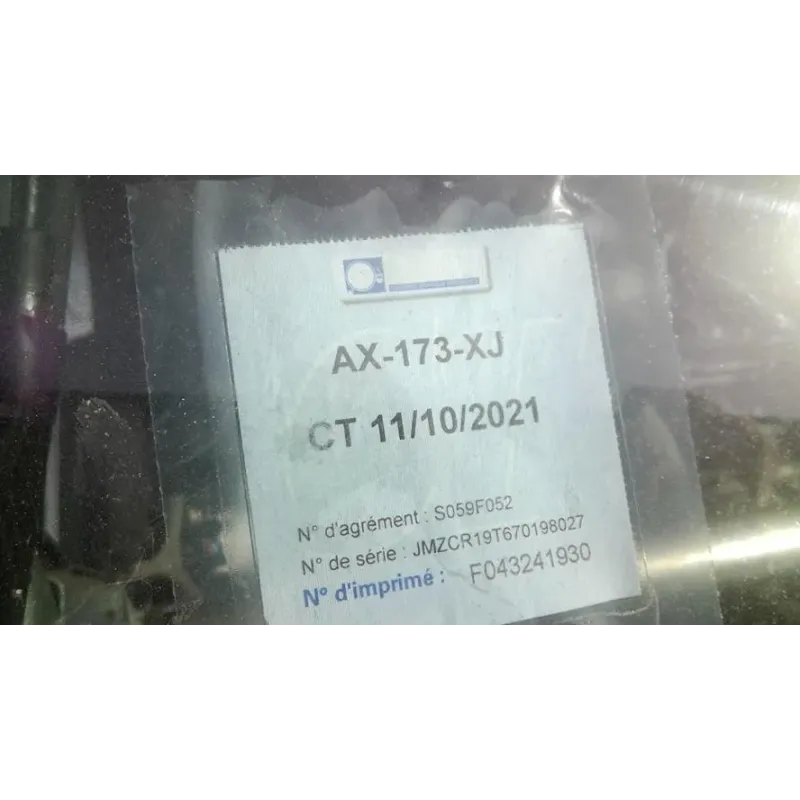 AX-173-XJ
CT 11/10/2021
N° d'agrément : S059F052
N° de série : JMZCR19T670198027
N° d'imprimé : F043241930